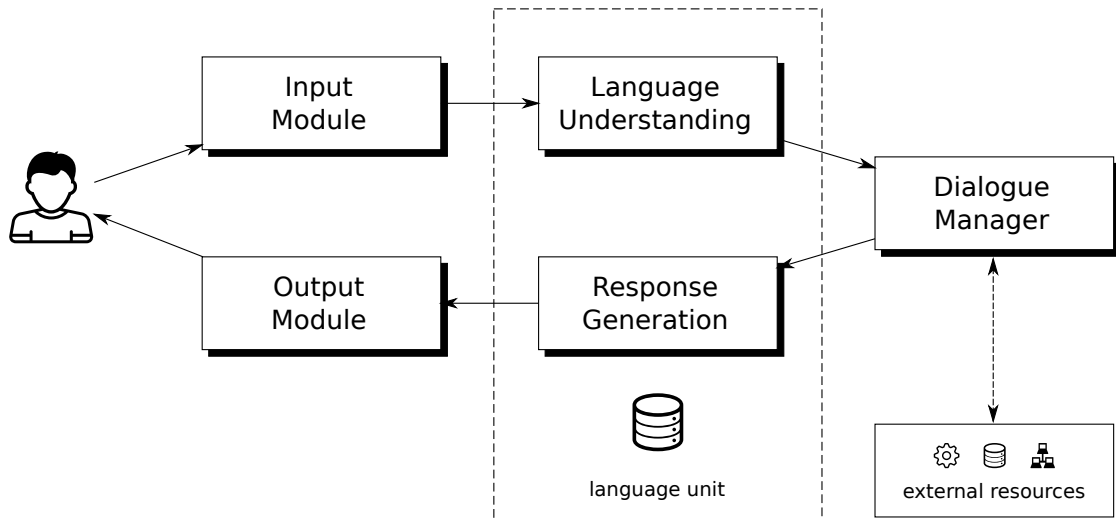 Input
Module
Language
Understanding
Dialogue
Manager
Output
Module
Response
Generation
language unit
external resources